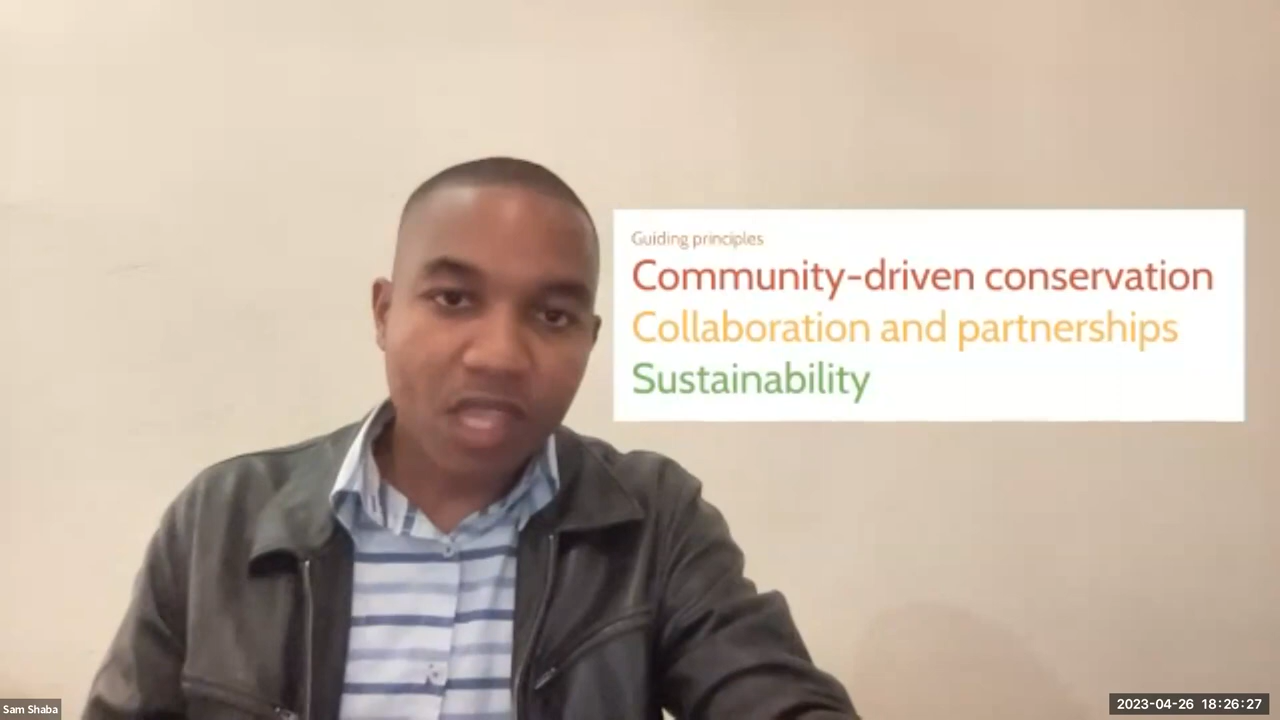 Guiding principles
Community-driven conservation
Collaboration and partnerships
Sustainability
Sam Shaba
2023-04-26 18:26:27